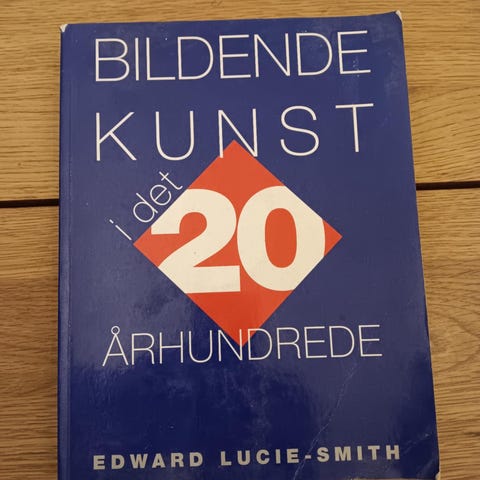 BILDENDE
KUNST
i det
20
ÅRHUNDREDE
EDWARD LUCIE-SMITH